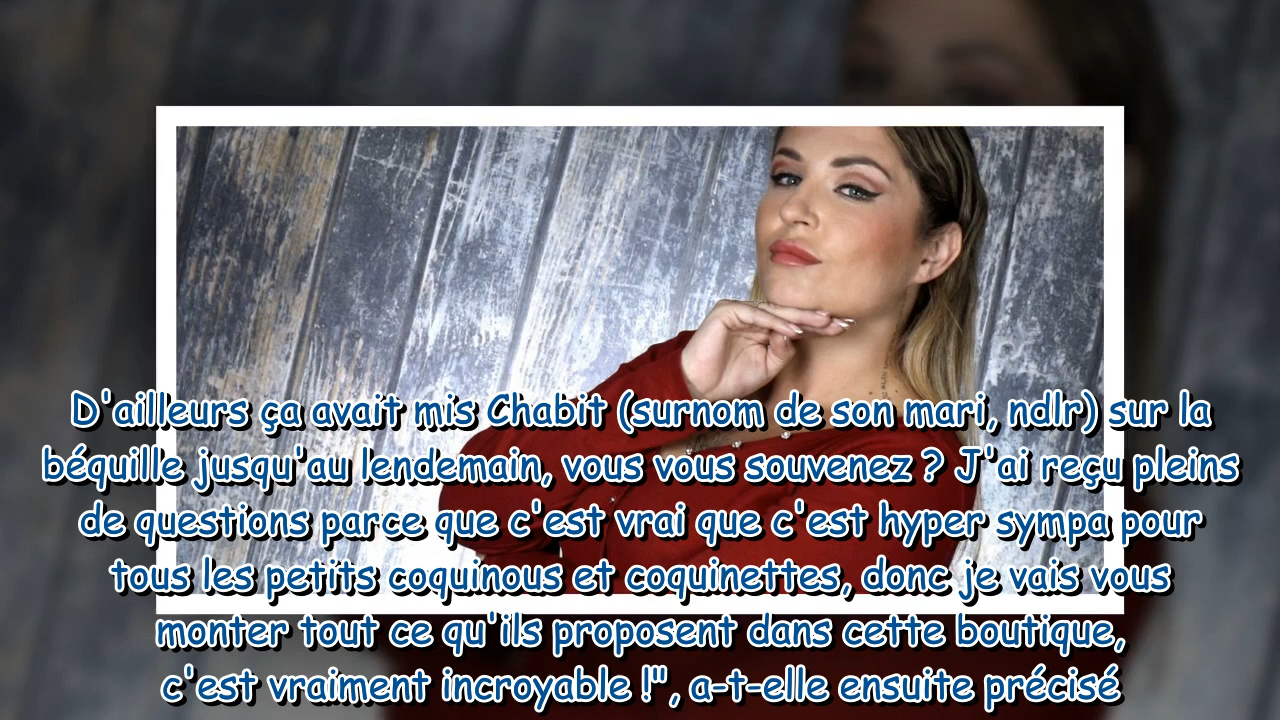 D'ailleurs ça avait mis Chabit (surnom de son mari, ndlr) sur la
béquille jusqu'au lendemain, vous vous souvenez ? J'ai reçu pleins
de questions parce que c'est vrai que c'est hyper sympa pour
tous les petits coquinous et coquinettes, donc je vais vous
monter tout ce qu'ils proposent dans cette boutique,
c'est vraiment incroyable !", a-t-elle ensuite précisé